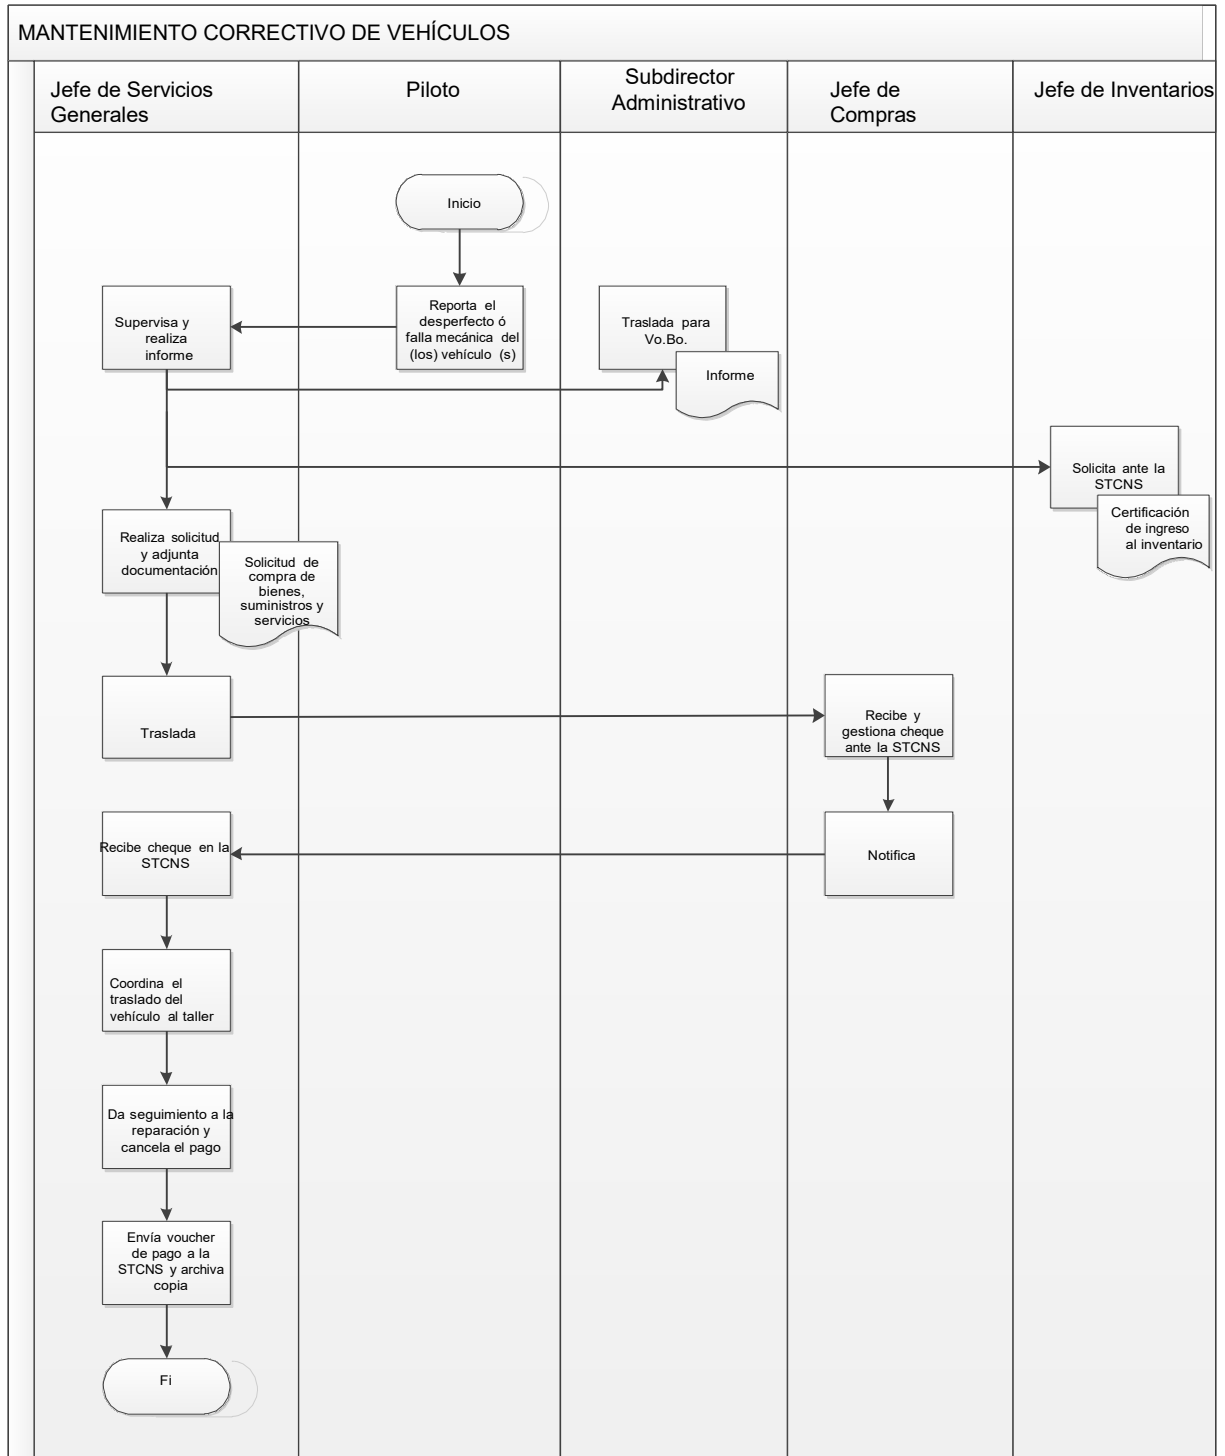 MANTENIMIENTO CORRECTIVO DE VEHÍCULOS
Jefe de Servicios
Generales
Piloto
Subdirector
Administrativo
Jefe de
Compras
Jefe de Inventarios
Inicio
Supervisa y
realiza
informe
Reporta el
desperfecto ó
falla mecánica del
(los) vehículo (s)
Traslada para
Vo.Bo.
Informe
Solicita ante la
STCNS
Certificación
de ingreso
al inventario
Realiza solicitud
y adjunta
documentación
Solicitud de
compra de
bienes,
suministros y
servicios
Traslada
Recibe y
gestiona cheque
ante la STCNS
Recibe cheque en la
STCNS
Notifica
Coordina el
traslado del
vehículo al taller
Da seguimiento a la
reparación y
cancela el pago
Envía voucher
de pago a la
STCNS y archiva
copia
Fi